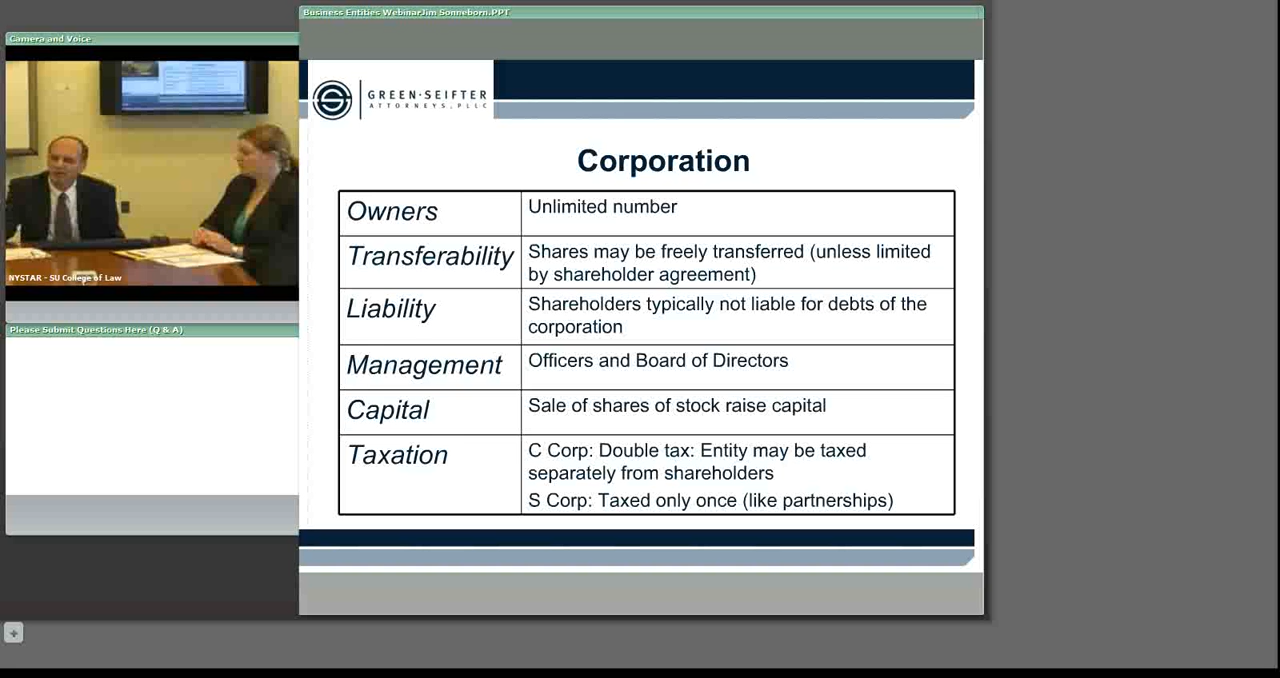 Business Entities WebinarJim Sonneborn.PPT
Camera and Voice
NYSTAR - SU College of Law
Please Submit Questions Here (Q & A)
GREEN·SEIFTER
ATTORNEYS, PLLC
Corporation
Owners
Unlimited number
Transferability
Shares may be freely transferred (unless limited
by shareholder agreement)
Liability
Shareholders typically not liable for debts of the
corporation
Management
Officers and Board of Directors
Capital
Sale of shares of stock raise capital
Taxation
C Corp: Double tax: Entity may be taxed
separately from shareholders
S Corp: Taxed only once (like partnerships)